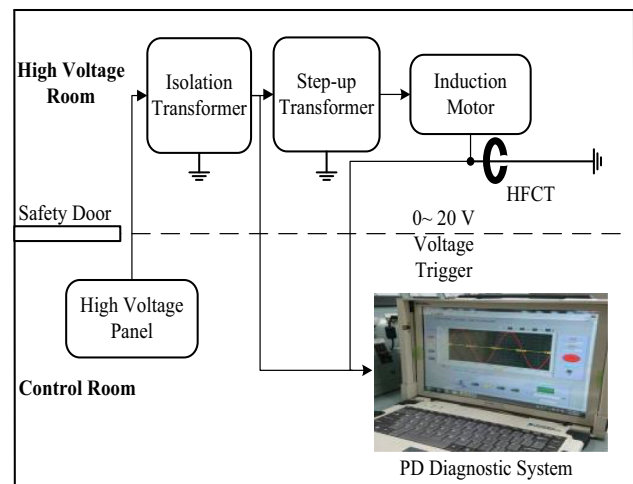 High Voltage
Room
Isolation
Transformer
Step-up
Transformer
Induction
Motor
HFCT
Safety Door
0~ 20 V
Voltage
Trigger
High Voltage
Panel
Control Room
PD Diagnostic System